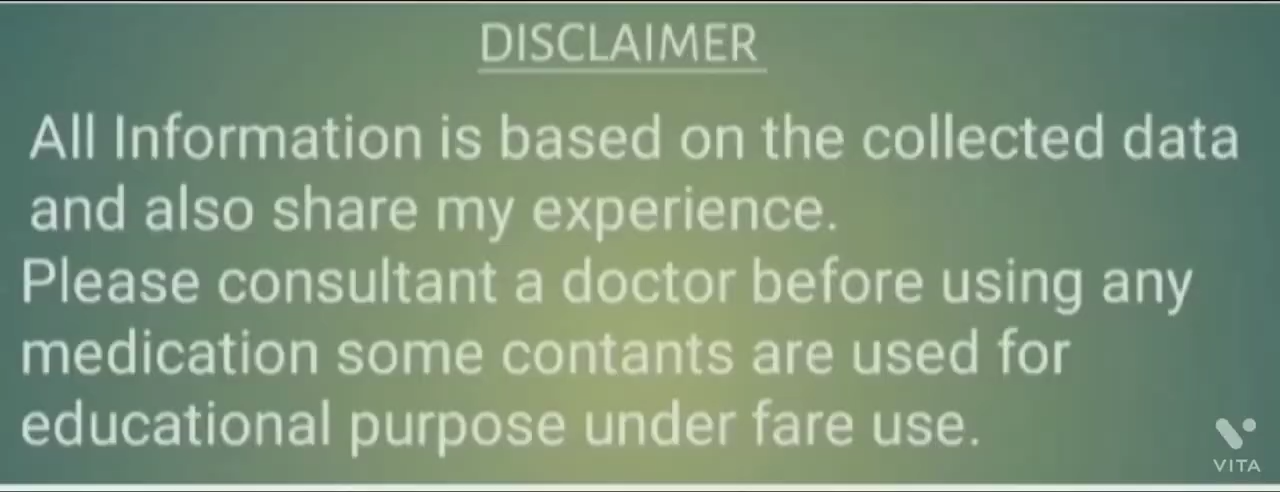 DISCLAIMER
All Information is based on the collected data
and also share my experience.
Please consultant a doctor before using any
medication some contants are used for
educational purpose under fare use.
VITA